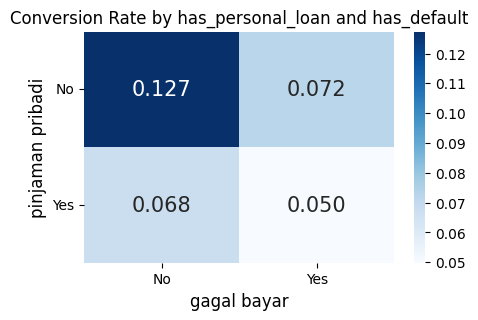 Conversion Rate by has_personal_loan and has_default
pinjaman pribadi
No
0.127
0.072
Yes
0.068
0.050
No
Yes
gagal bayar
0.12
0.11
0.10
0.09
0.08
0.07
0.06
0.05